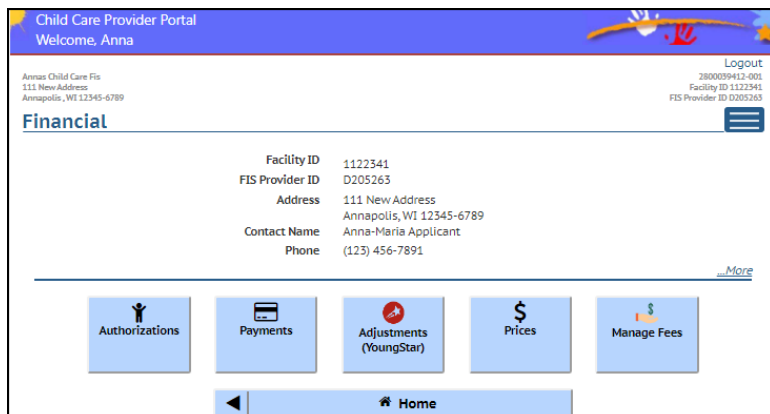 Child Care Provider Portal
Welcome, Anna
Logout
Annas Child Care Fis
111 New Address
Annapolis , WI 12345-6789
2800039412-001
Facility ID 1122341
FIS Provider ID D205263
Financial
Facility ID 1122341
FIS Provider ID D205263
Address 111 New Address
Annapolis, WI 12345-6789
Contact Name Anna-Maria Applicant
Phone (123) 456-7891
...More
Authorizations
Payments
Adjustments
(YoungStar)
Prices
Manage Fees
Home